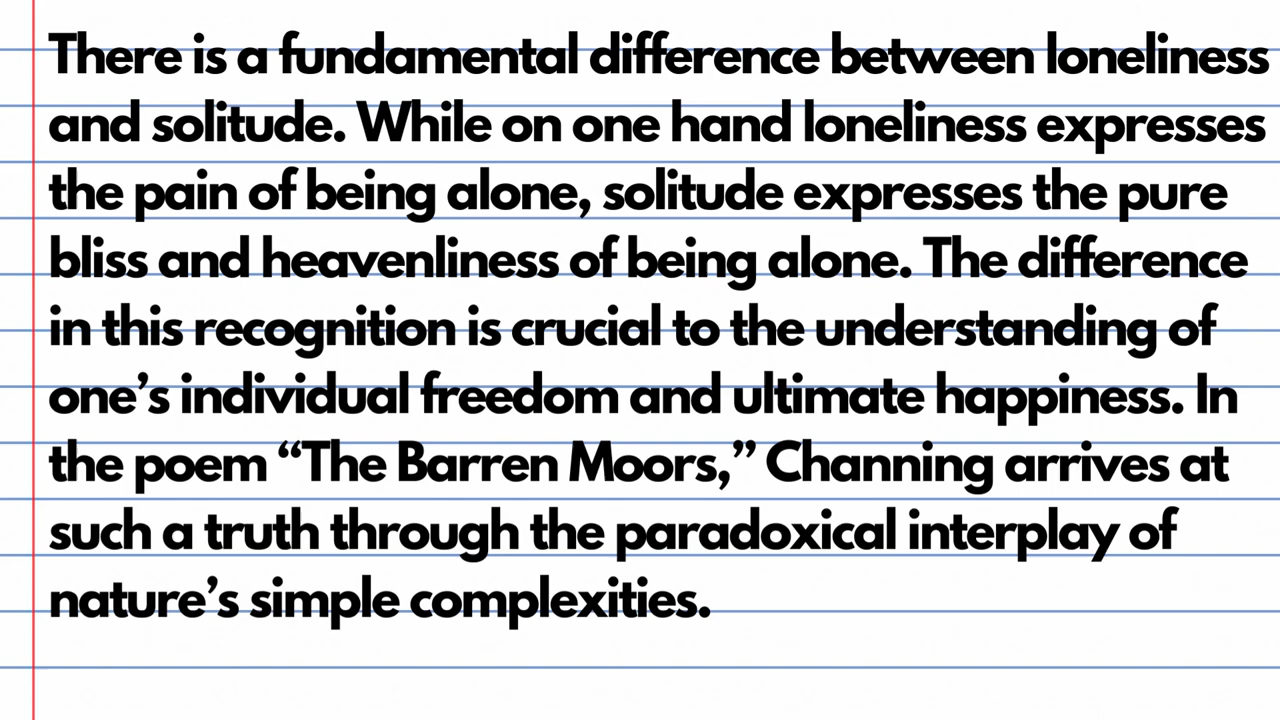 There is a fundamental difference between loneliness
and solitude. While on one hand loneliness expresses
the pain of being alone, solitude expresses the pure
bliss and heavenliness of being alone. The difference
in this recognition is crucial to the understanding of
one’s individual freedom and ultimate happiness. In
the poem “The Barren Moors,” Channing arrives at
such a truth through the paradoxical interplay of
nature’s simple complexities.